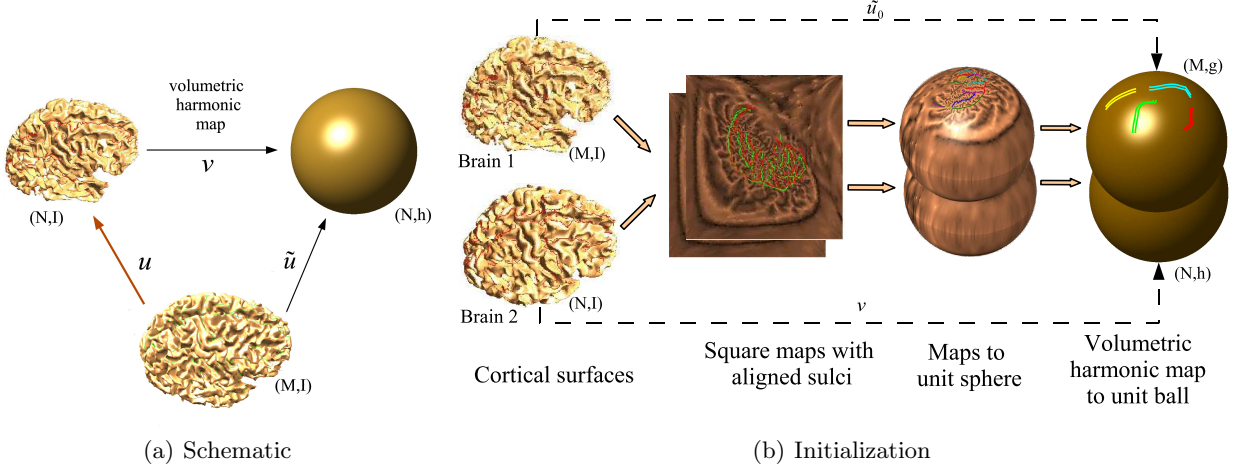 volumetric
harmonic
map
v
(N,I)
(N,h)
u
ũ
(M,I)
(a) Schematic
ũ₀
(M,g)
Brain 1
(M,I)
(N,h)
(N,I)
Brain 2
v
Cortical surfaces
Square maps with
aligned sulci
Maps to
unit sphere
Volumetric
harmonic map
to unit ball
(b) Initialization